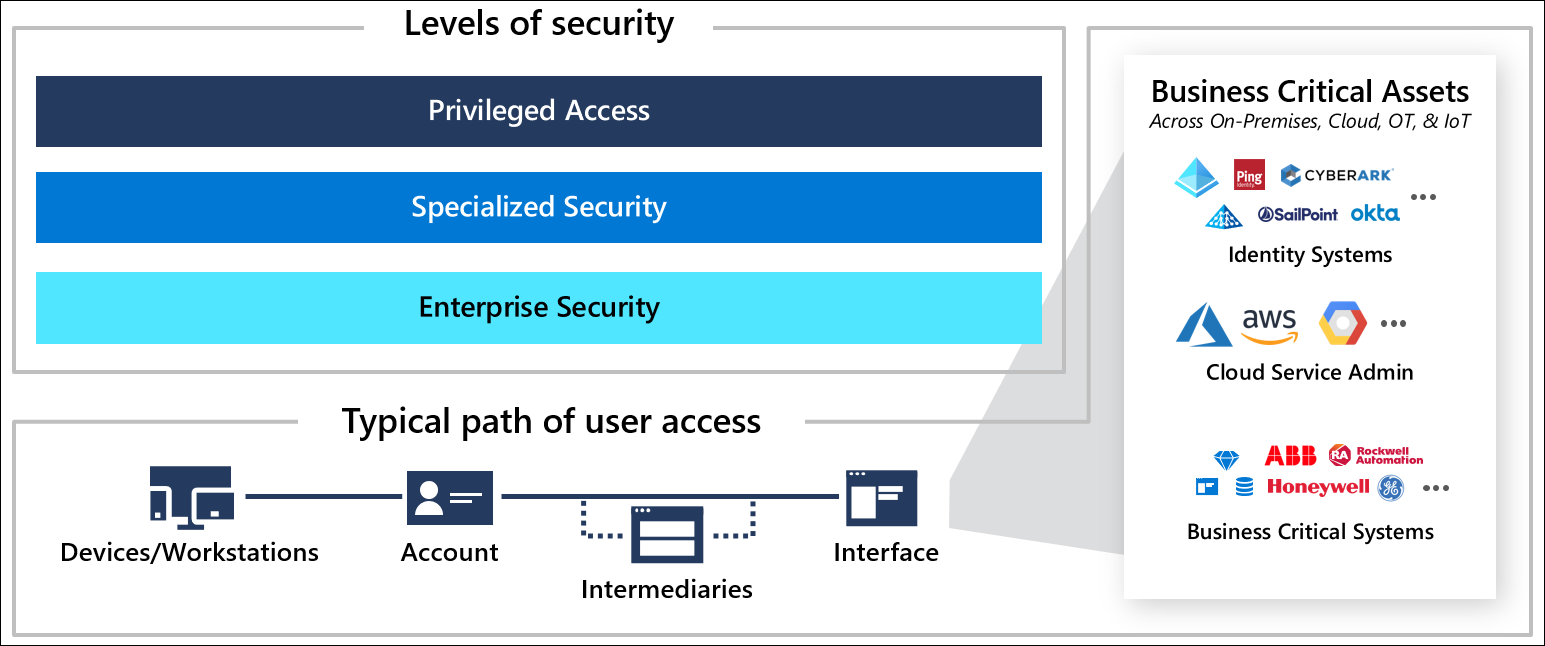 Levels of security
Privileged Access
Specialized Security
Enterprise Security
Business Critical Assets
Across On-Premises, Cloud, OT, & IoT
Ping
Identity.
CYBERARK
SailPoint
okta
Identity Systems
aws
Cloud Service Admin
ABB
RA
Rockwell
Automation
Honeywell
GE
Business Critical Systems
Typical path of user access
Devices/Workstations
Account
Intermediaries
Interface